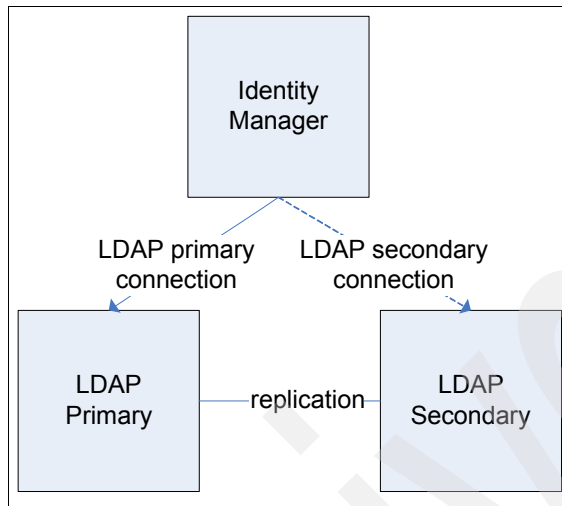 Identity
Manager
LDAP primary
connection
LDAP secondary
connection
LDAP
Primary
replication
LDAP
Secondary